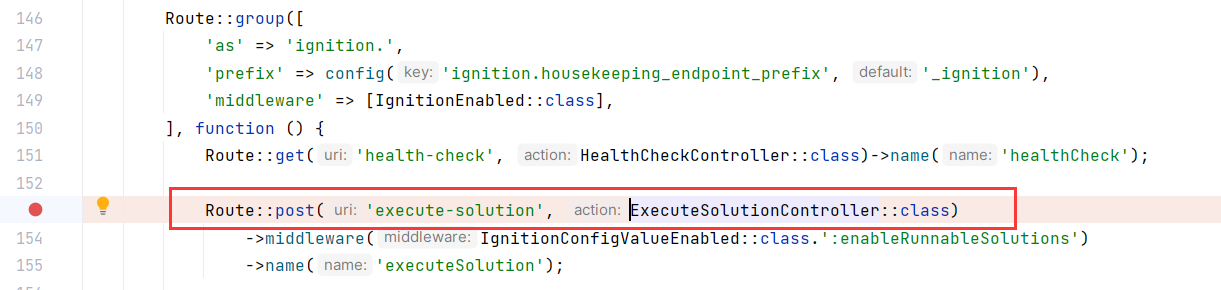 146 Route::group([
147 'as' => 'ignition.',
148 'prefix' => config( key: 'ignition.housekeeping_endpoint_prefix', default: '_ignition'),
149 'middleware' => [IgnitionEnabled::class],
150 ], function () {
151 Route::get( uri: 'health-check', action: HealthCheckController::class)->name( name: 'healthCheck');
152
Route::post( uri: 'execute-solution', action: ExecuteSolutionController::class)
154 ->middleware( middleware: IgnitionConfigValueEnabled::class.':enableRunnableSolutions')
155 ->name( name: 'executeSolution');